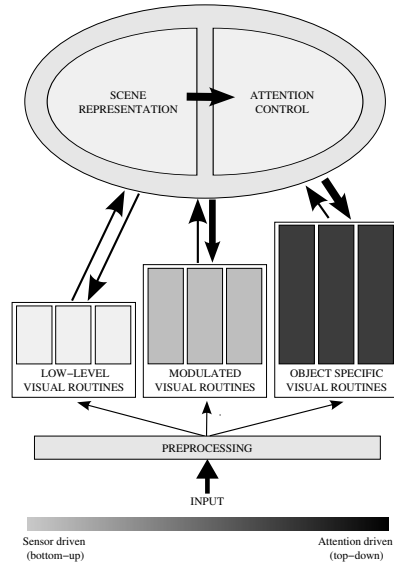 SCENE
REPRESENTATION
ATTENTION
CONTROL
LOW−LEVEL
VISUAL ROUTINES
MODULATED
VISUAL ROUTINES
OBJECT SPECIFIC
VISUAL ROUTINES
PREPROCESSING
INPUT
Sensor driven
(bottom−up)
Attention driven
(top−down)